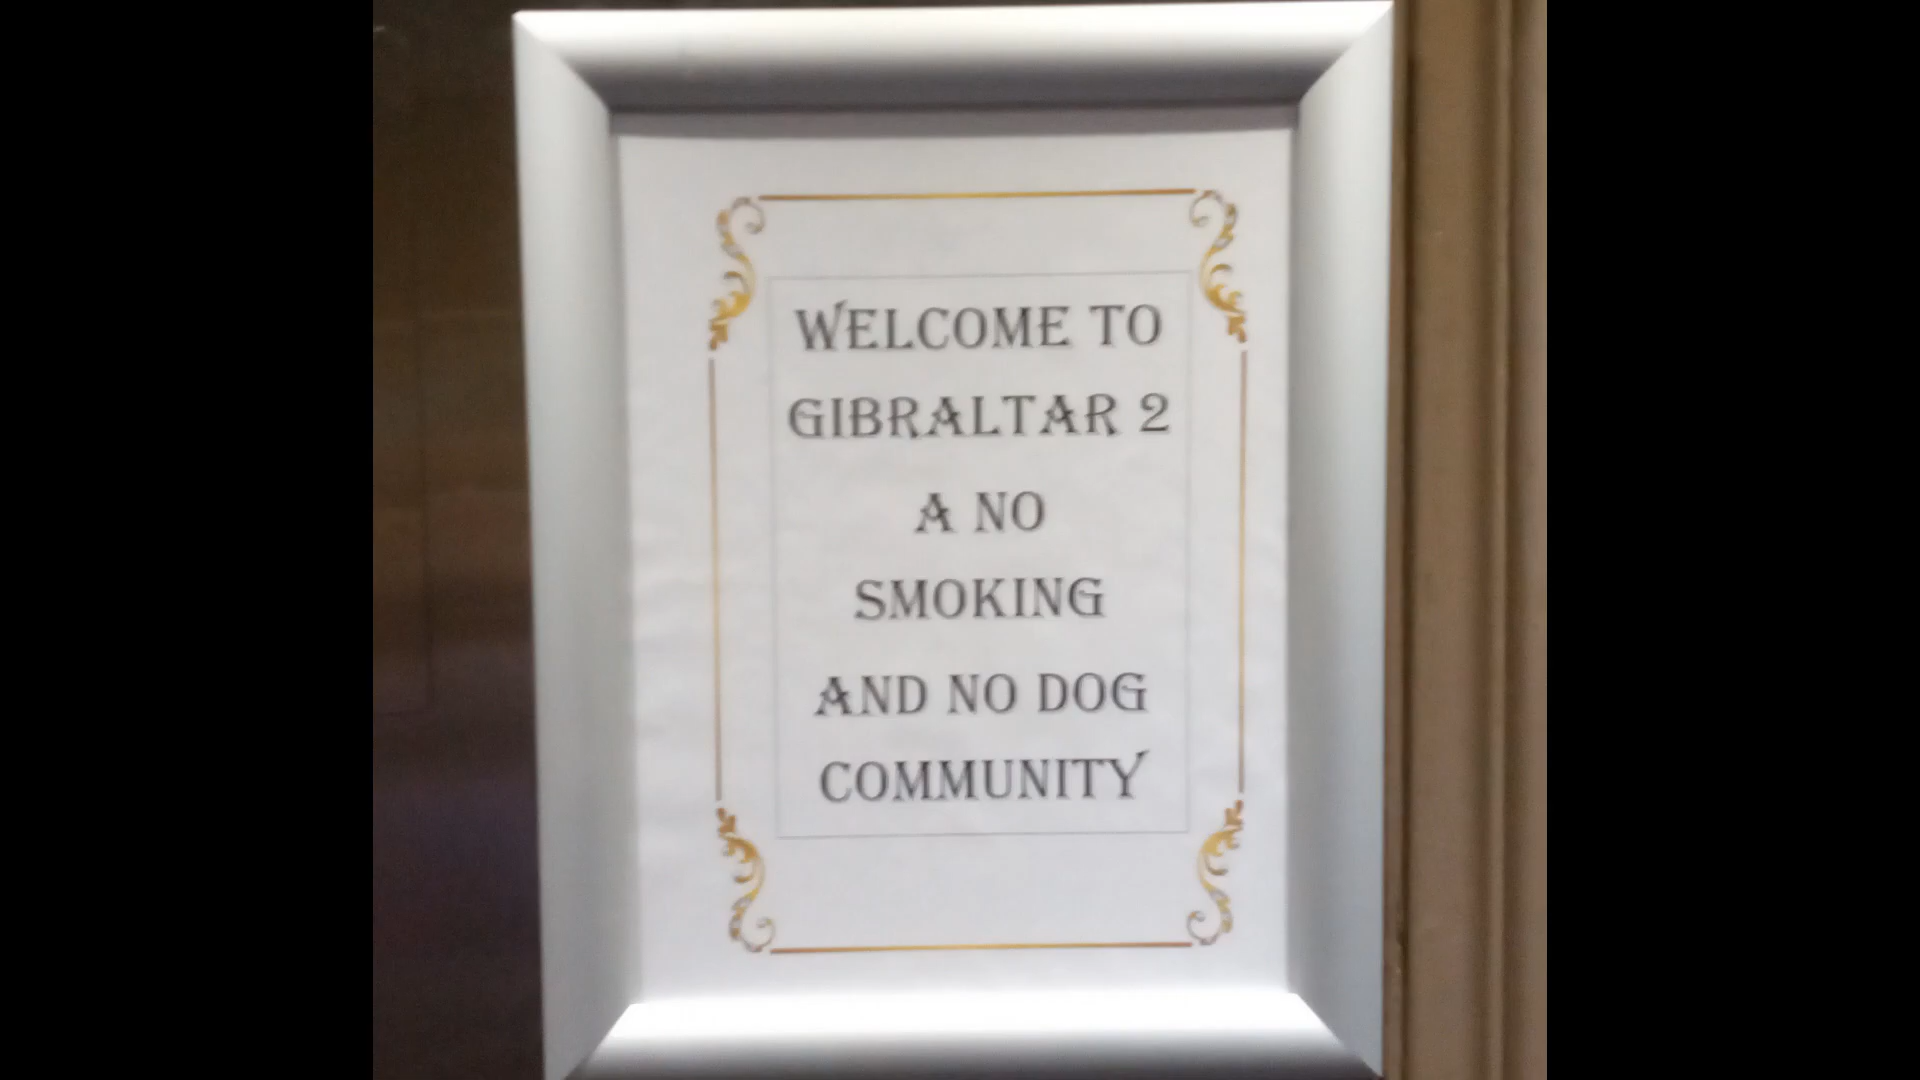 WELCOME TO
GIBRALTAR 2
A NO
SMOKING
AND NO DOG
COMMUNITY